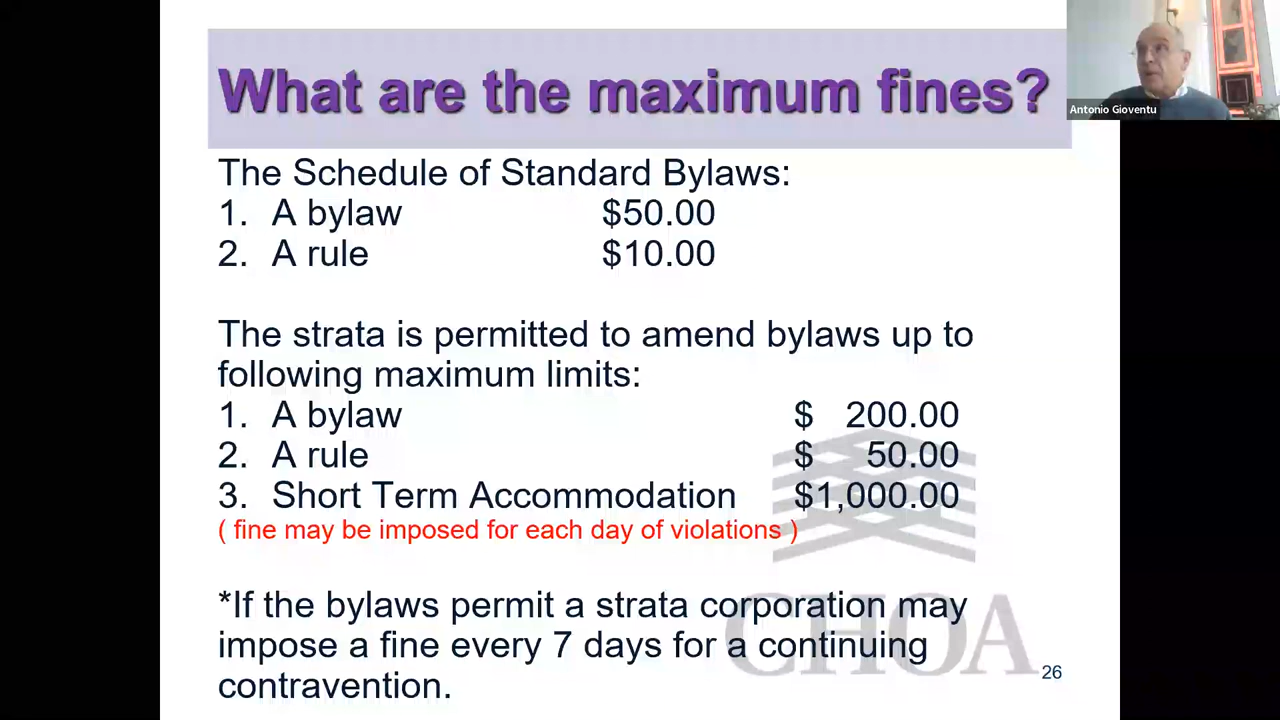 What are the maximum fines?
Antonio Gioventu
The Schedule of Standard Bylaws:
1. A bylaw $50.00
2. A rule $10.00
The strata is permitted to amend bylaws up to
following maximum limits:
1. A bylaw $ 200.00
2. A rule $ 50.00
3. Short Term Accommodation $1,000.00
( fine may be imposed for each day of violations )
*If the bylaws permit a strata corporation may
impose a fine every 7 days for a continuing
contravention.
CHOA
26